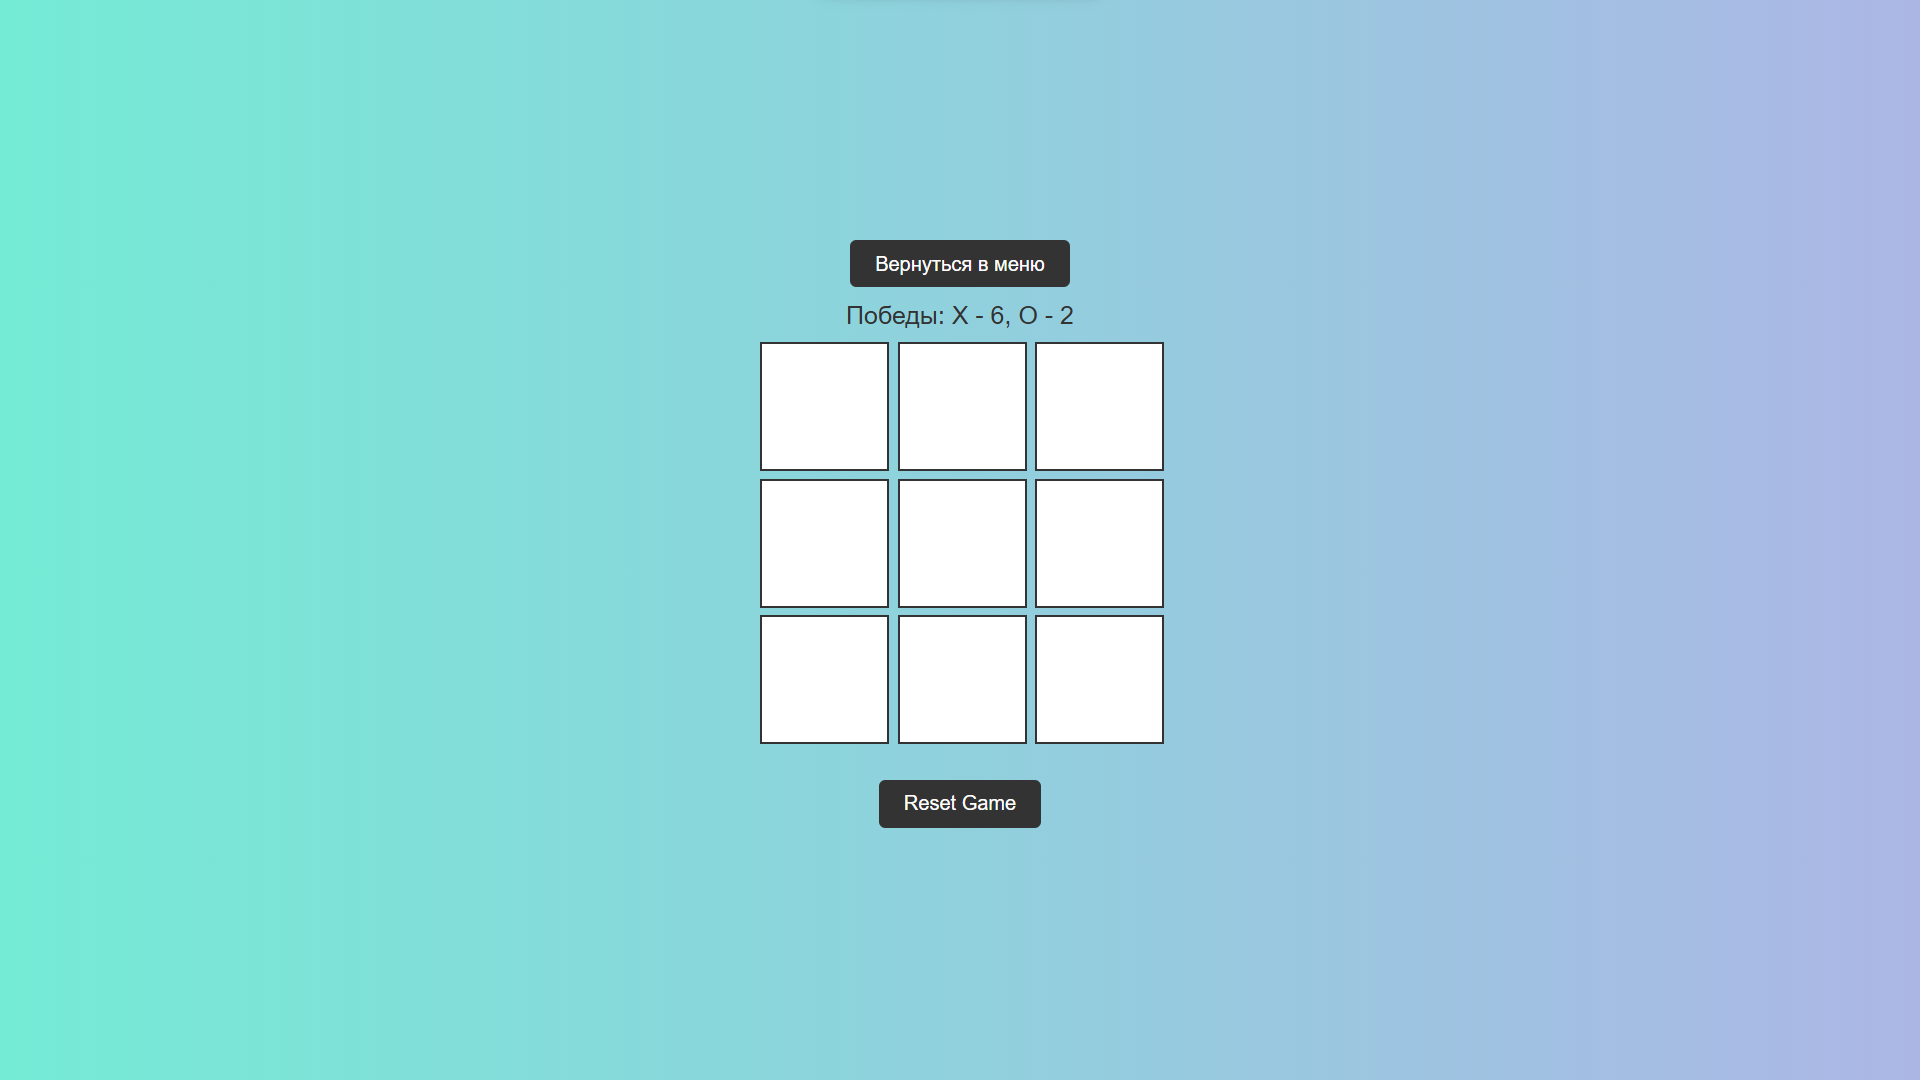 Вернуться в меню
Победы: X - 6, O - 2
Reset Game